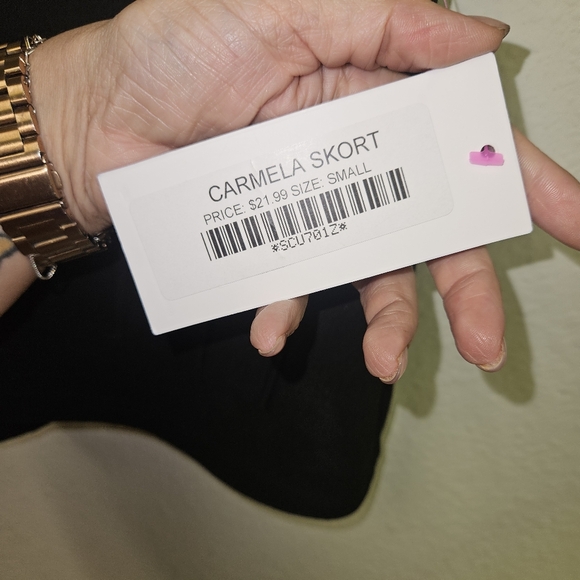 CARMELA SKORT
PRICE: $21.99 SIZE: SMALL
*SCU701Z*